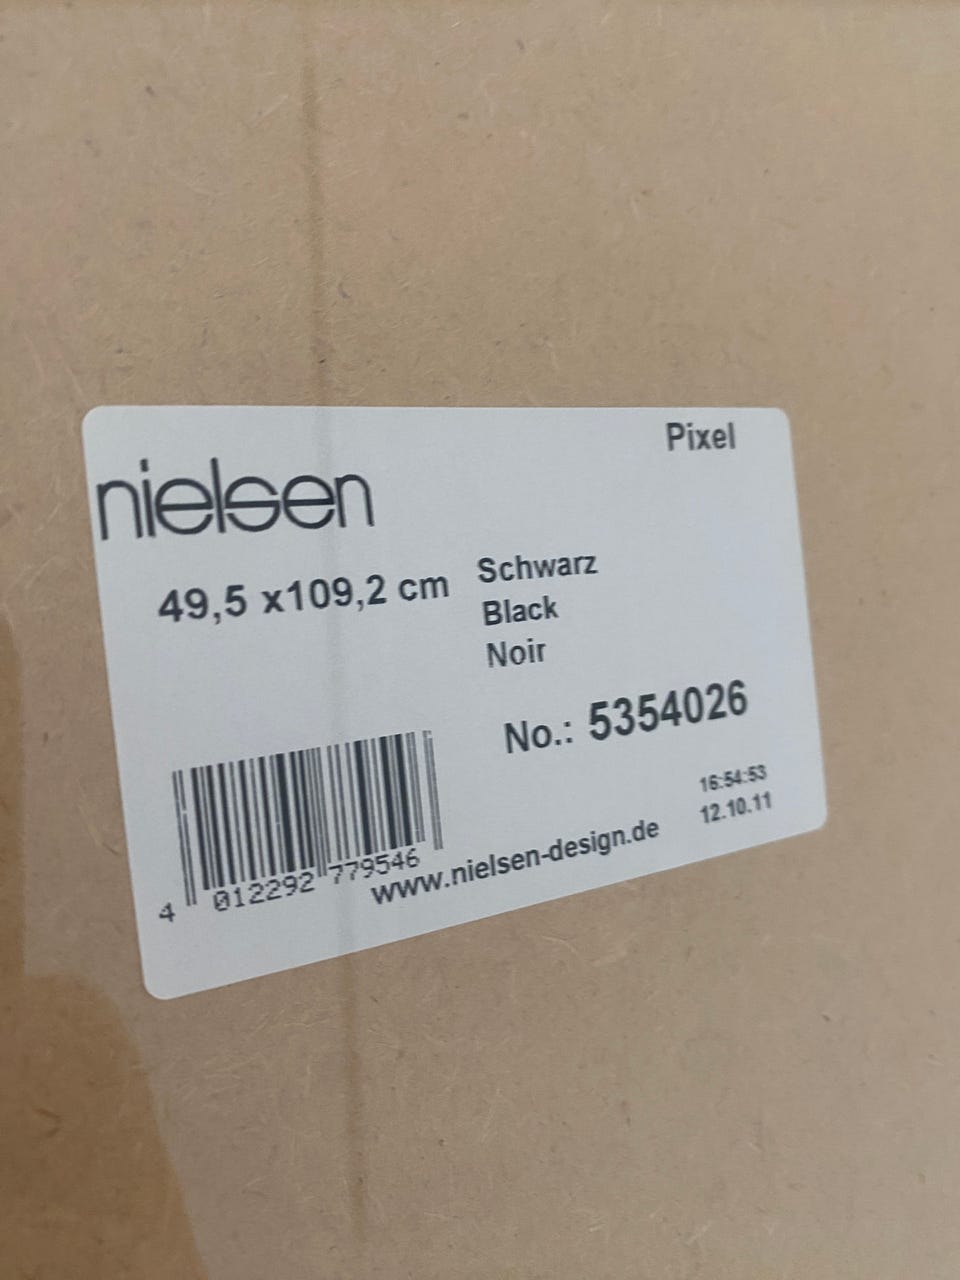 Pixel
nielsen
49,5 x109,2 cm
Schwarz
Black
Noir
No.: 5354026
16:54:53
12.10.11
4 012292 779546
www.nielsen-design.de